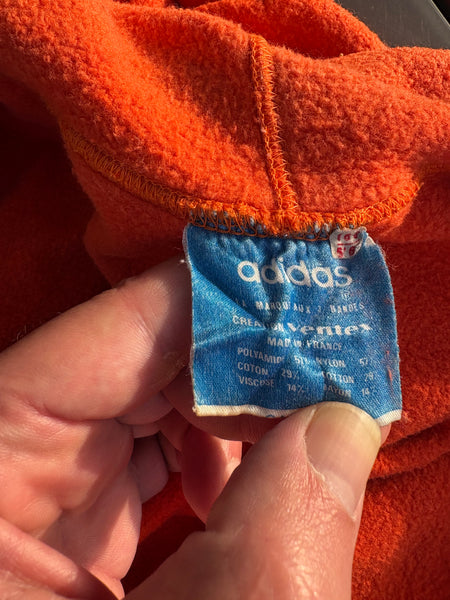 adidas
LA MARQUE AUX 3 BANDES
CREATION ventex
MADE IN FRANCE
POLYAMIDE 57% NYLON 57
COTON 29% COTTON 29
VISCOSE 14% RAYON 14